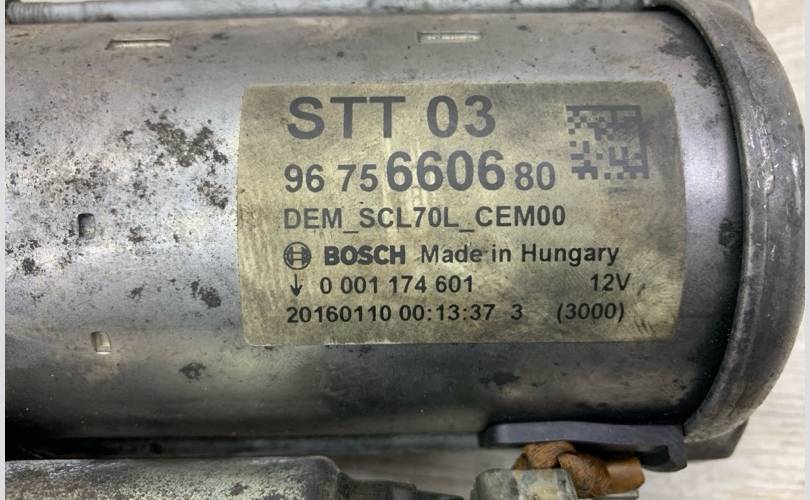 STT 03
96 75 6606 80
DEM_SCL70L_CEM00
BOSCH Made in Hungary
↓ 0 001 174 601 12V
20160110 00:13:37 3 (3000)